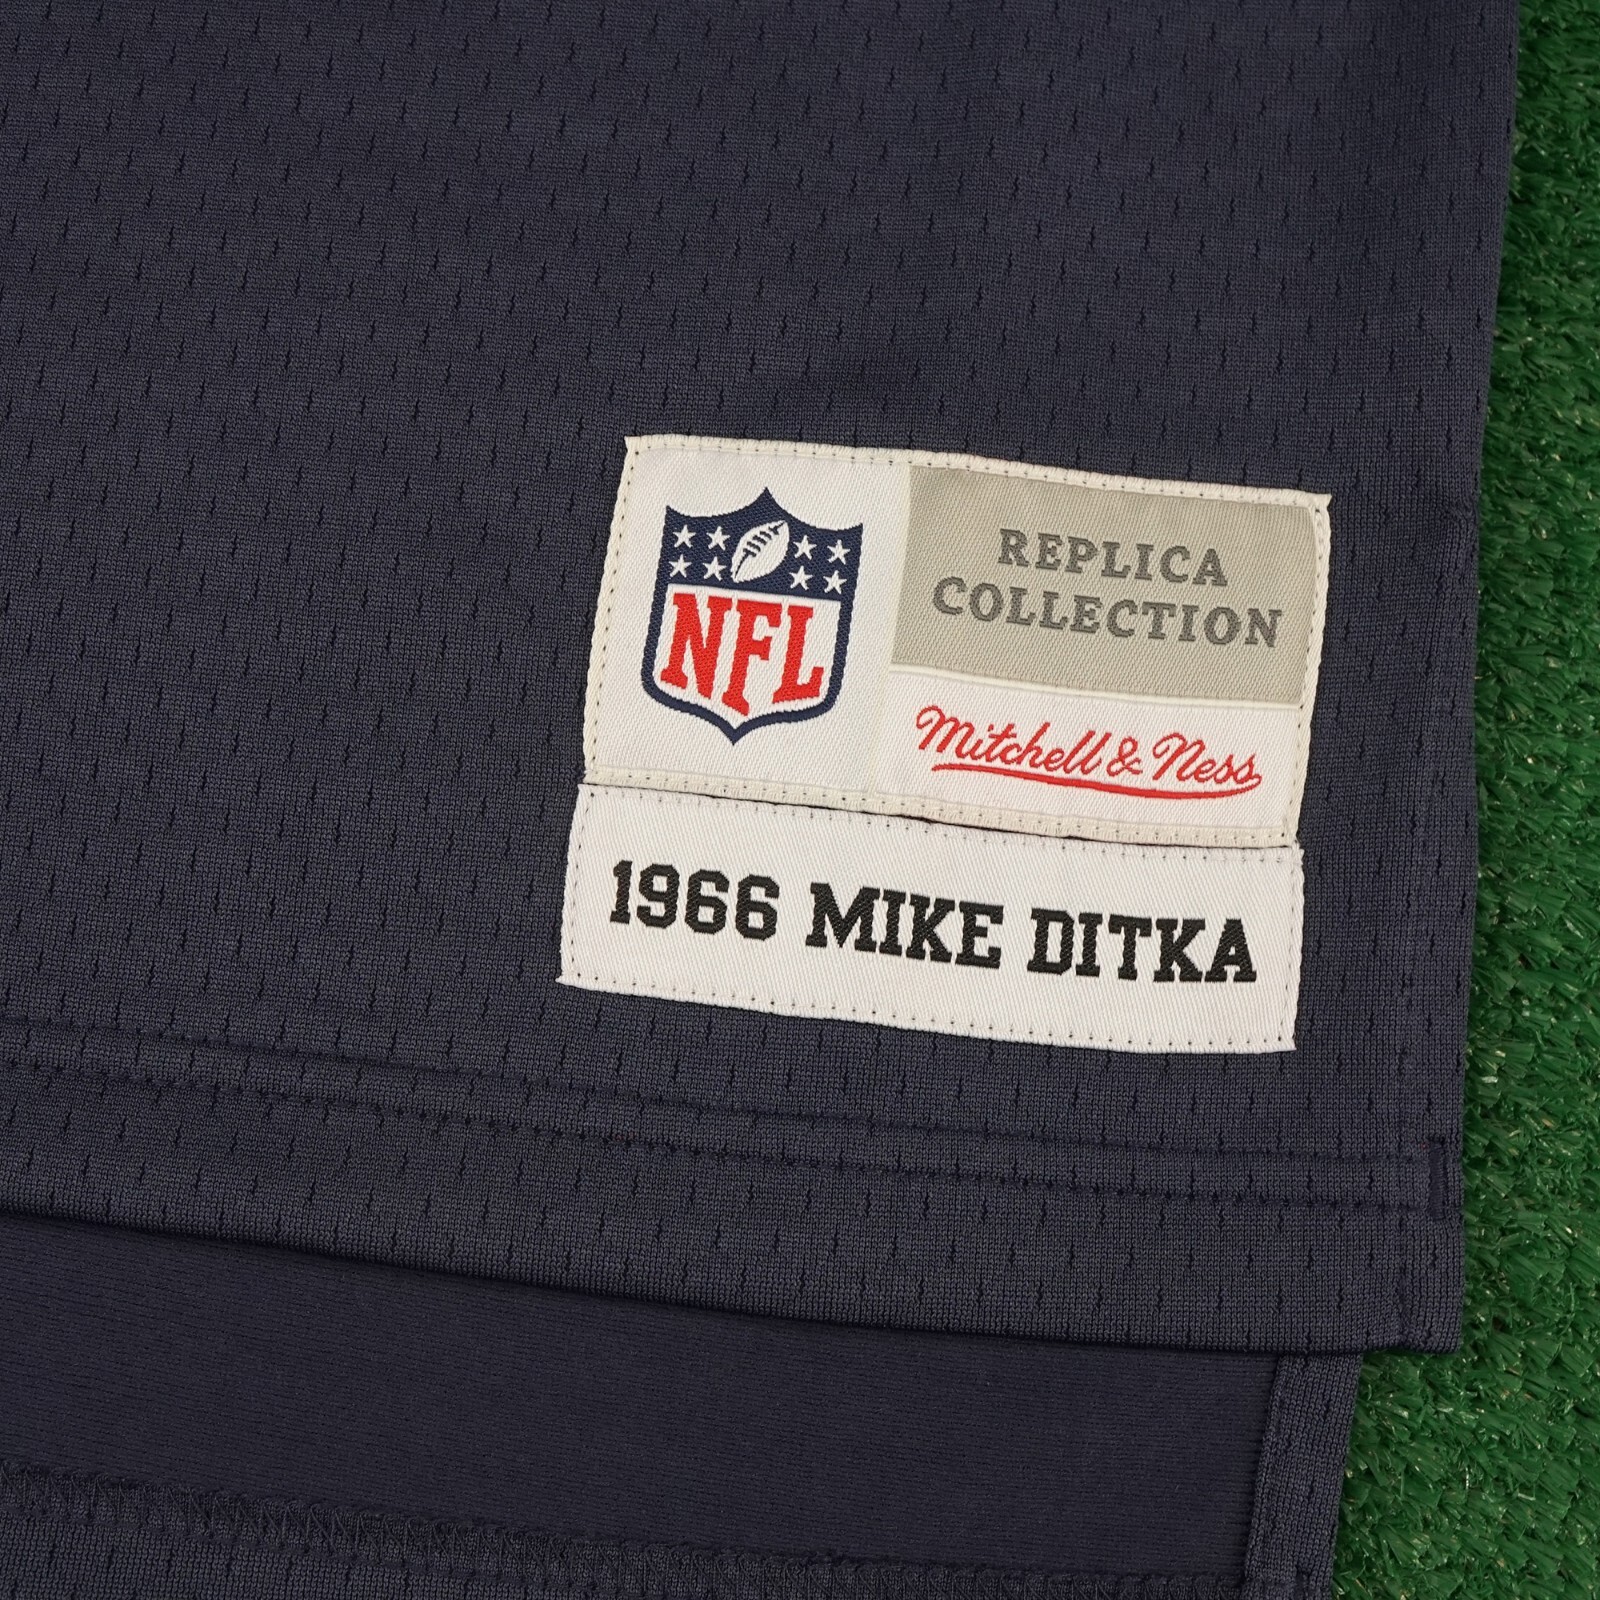 NFL
REPLICA
COLLECTION
Mitchell & Ness
1966 MIKE DITKA